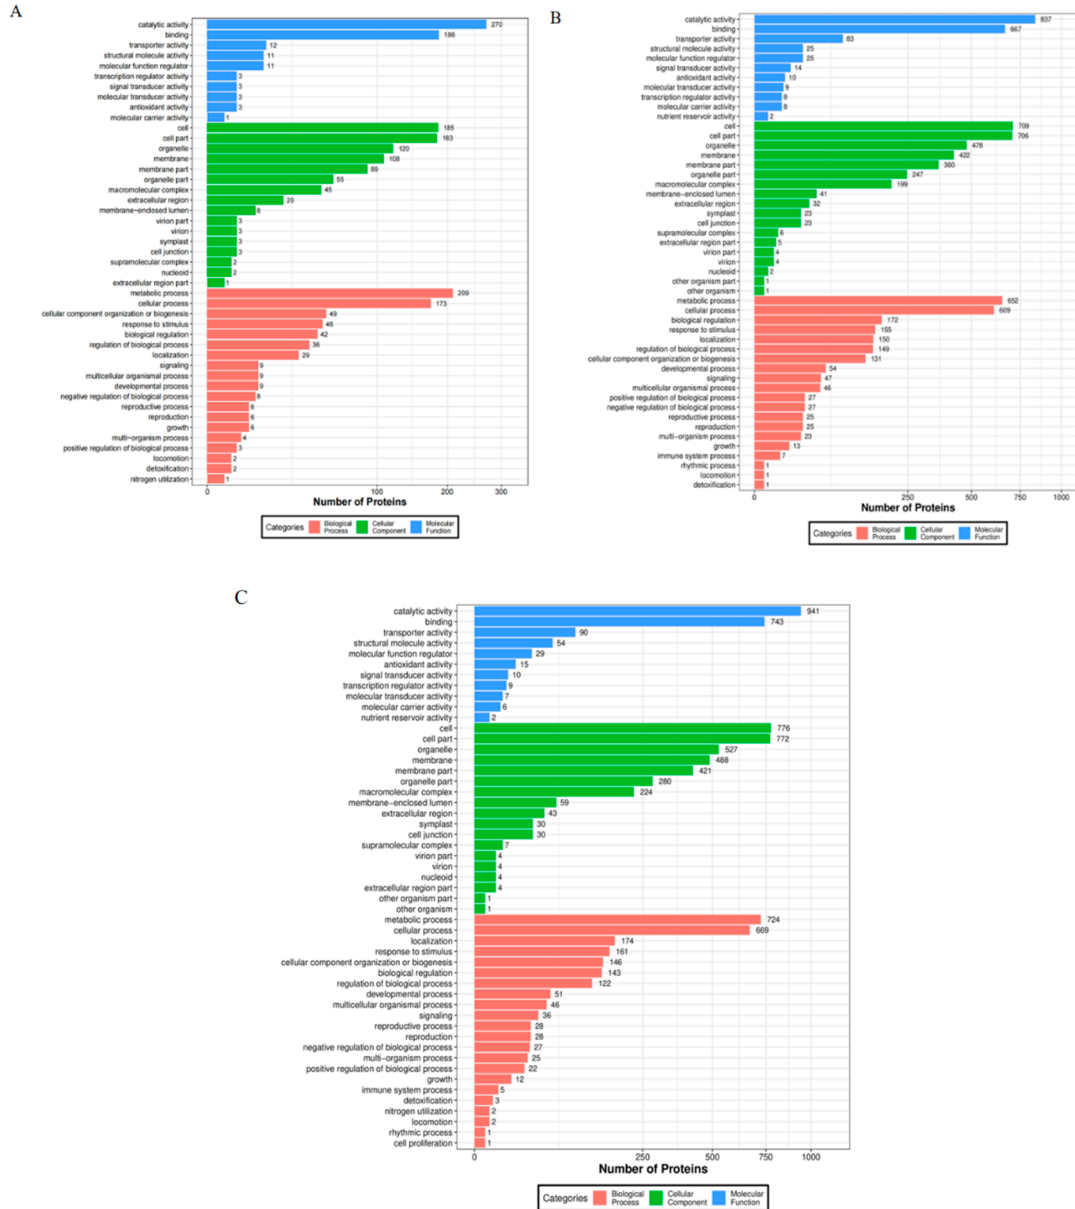 A
catalytic activity 270
binding 186
transporter activity 12
structural molecule activity 11
molecular function regulator 11
transcription regulator activity 3
signal transducer activity 3
molecular transducer activity 3
antioxidant activity 3
molecular carrier activity 1
cell 185
cell part 183
organelle 120
membrane 108
membrane part 89
organelle part 55
macromolecular complex 45
extracellular region 20
membrane−enclosed lumen 8
virion part 3
virion 3
symplast 3
cell junction 3
supramolecular complex 2
nucleoid 2
extracellular region part 1
metabolic process 209
cellular process 173
cellular component organization or biogenesis 49
response to stimulus 46
biological regulation 42
regulation of biological process 36
localization 29
signaling 9
multicellular organismal process 9
developmental process 9
negative regulation of biological process 8
reproductive process 6
reproduction 6
growth 6
multi−organism process 4
positive regulation of biological process 3
locomotion 2
detoxification 2
nitrogen utilization 1
0 100 200 300
Number of Proteins
Categories Biological Process Cellular Component Molecular Function
B
catalytic activity 837
binding 667
transporter activity 83
structural molecule activity 25
molecular function regulator 25
signal transducer activity 14
antioxidant activity 10
molecular transducer activity 9
transcription regulator activity 8
molecular carrier activity 8
nutrient reservoir activity 2
cell 709
cell part 706
organelle 478
membrane 422
membrane part 360
organelle part 247
macromolecular complex 199
membrane−enclosed lumen 41
extracellular region 32
symplast 23
cell junction 23
supramolecular complex 6
extracellular region part 5
virion part 4
virion 4
nucleoid 2
other organism part 1
other organism 1
metabolic process 652
cellular process 609
biological regulation 172
response to stimulus 155
localization 150
regulation of biological process 149
cellular component organization or biogenesis 131
developmental process 54
signaling 47
multicellular organismal process 46
positive regulation of biological process 27
negative regulation of biological process 27
reproductive process 25
reproduction 25
multi−organism process 23
growth 13
immune system process 7
rhythmic process 1
locomotion 1
detoxification 1
0 250 500 750 1000
Number of Proteins
Categories Biological Process Cellular Component Molecular Function
C
catalytic activity 941
binding 743
transporter activity 90
structural molecule activity 54
molecular function regulator 29
antioxidant activity 15
signal transducer activity 10
transcription regulator activity 9
molecular transducer activity 7
molecular carrier activity 6
nutrient reservoir activity 2
cell 776
cell part 772
organelle 527
membrane 488
membrane part 421
organelle part 280
macromolecular complex 224
membrane−enclosed lumen 59
extracellular region 43
symplast 30
cell junction 30
supramolecular complex 7
virion part 4
virion 4
nucleoid 4
extracellular region part 4
other organism part 1
other organism 1
metabolic process 724
cellular process 669
localization 174
response to stimulus 161
cellular component organization or biogenesis 146
biological regulation 143
regulation of biological process 122
developmental process 51
multicellular organismal process 46
signaling 36
reproductive process 28
reproduction 28
negative regulation of biological process 27
multi−organism process 25
positive regulation of biological process 22
growth 12
immune system process 5
detoxification 3
nitrogen utilization 2
locomotion 2
rhythmic process 1
cell proliferation 1
0 250 500 750 1000
Number of Proteins
Categories Biological Process Cellular Component Molecular Function